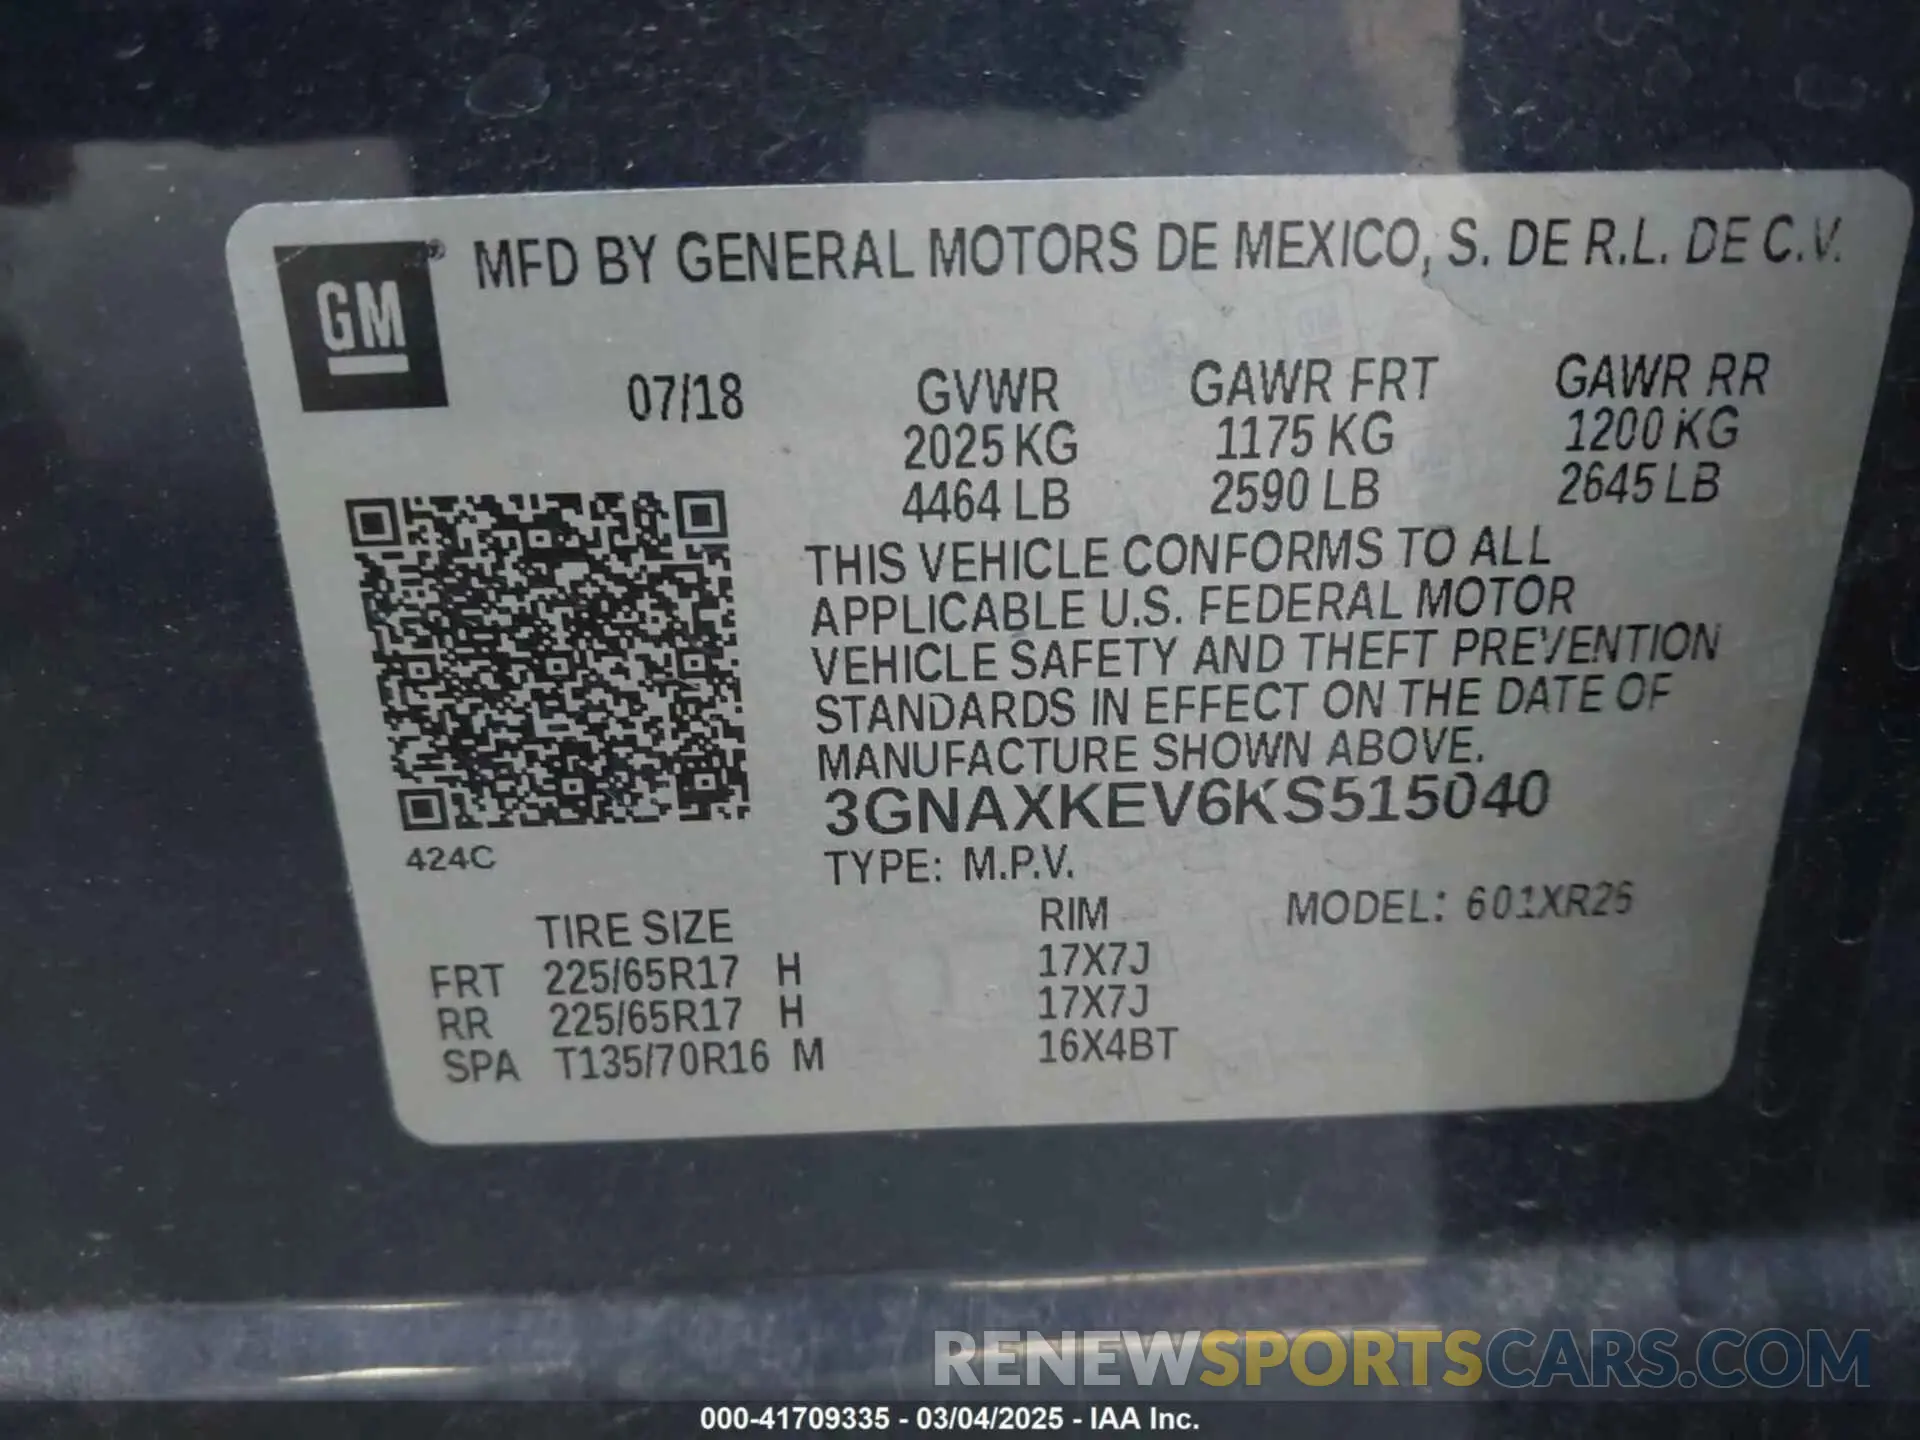 GM® MFD BY GENERAL MOTORS DE MEXICO, S. DE R.L. DE C.V.
07/18 GVWR GAWR FRT GAWR RR
2025 KG 1175 KG 1200 KG
4464 LB 2590 LB 2645 LB
THIS VEHICLE CONFORMS TO ALL
APPLICABLE U.S. FEDERAL MOTOR
VEHICLE SAFETY AND THEFT PREVENTION
STANDARDS IN EFFECT ON THE DATE OF
MANUFACTURE SHOWN ABOVE.
3GNAXKEV6KS515040
424C TYPE: M.P.V.
TIRE SIZE RIM MODEL: 601XR26
FRT 225/65R17 H 17X7J
RR 225/65R17 H 17X7J
SPA T135/70R16 M 16X4BT
RENEWSPORTSCARS.COM
000-41709335 - 03/04/2025 - IAA Inc.